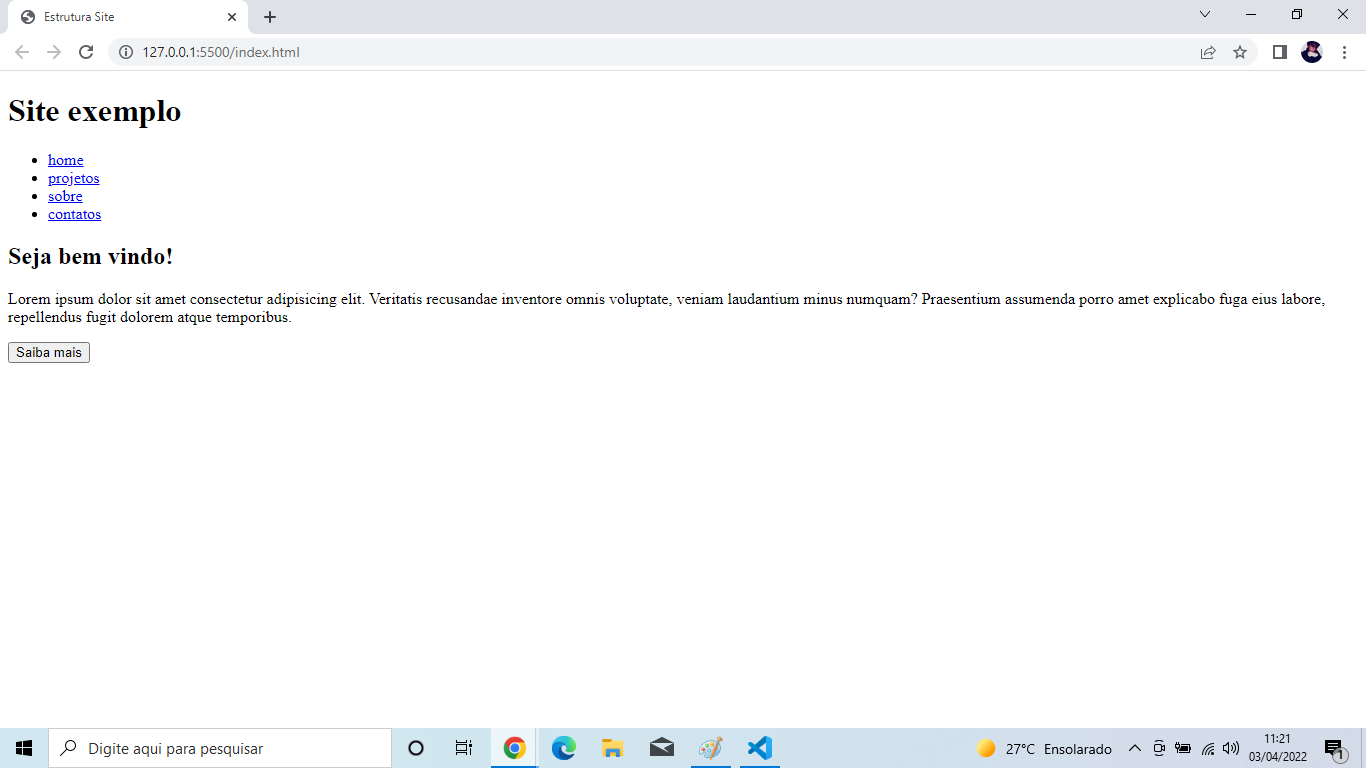 Estrutura Site
127.0.0.1:5500/index.html
Site exemplo
home
projetos
sobre
contatos
Seja bem vindo!
Lorem ipsum dolor sit amet consectetur adipisicing elit. Veritatis recusandae inventore omnis voluptate, veniam laudantium minus numquam? Praesentium assumenda porro amet explicabo fuga eius labore,
repellendus fugit dolorem atque temporibus.
Saiba mais
Digite aqui para pesquisar
27°C Ensolarado
11:21
03/04/2022
1